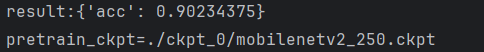 result:{'acc': 0.90234375}
pretrain_ckpt=./ckpt_0/mobilenetv2_250.ckpt